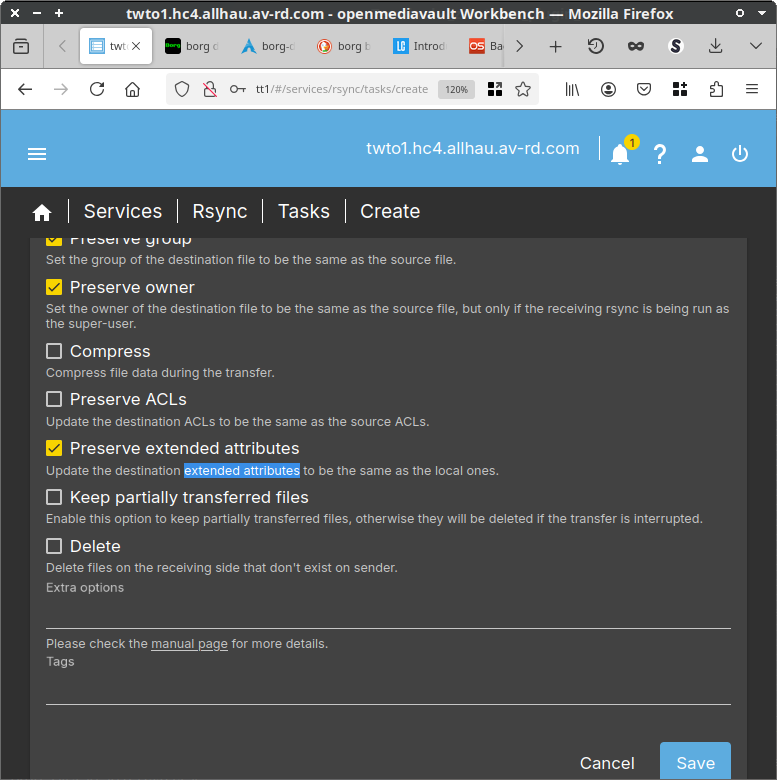 twto1.hc4.allhau.av-rd.com - openmediavault Workbench — Mozilla Firefox
twt
Borg
borg d
borg-c
borg b
LC
Introd
OS
Ba
tt1/#/services/rsync/tasks/create
120%
twto1.hc4.allhau.av-rd.com
1
Services
Rsync
Tasks
Create
Preserve group
Set the group of the destination file to be the same as the source file.
Preserve owner
Set the owner of the destination file to be the same as the source file, but only if the receiving rsync is being run as
the super-user.
Compress
Compress file data during the transfer.
Preserve ACLs
Update the destination ACLs to be the same as the source ACLs.
Preserve extended attributes
Update the destination extended attributes to be the same as the local ones.
Keep partially transferred files
Enable this option to keep partially transferred files, otherwise they will be deleted if the transfer is interrupted.
Delete
Delete files on the receiving side that don't exist on sender.
Extra options
Please check the manual page for more details.
Tags
Cancel
Save